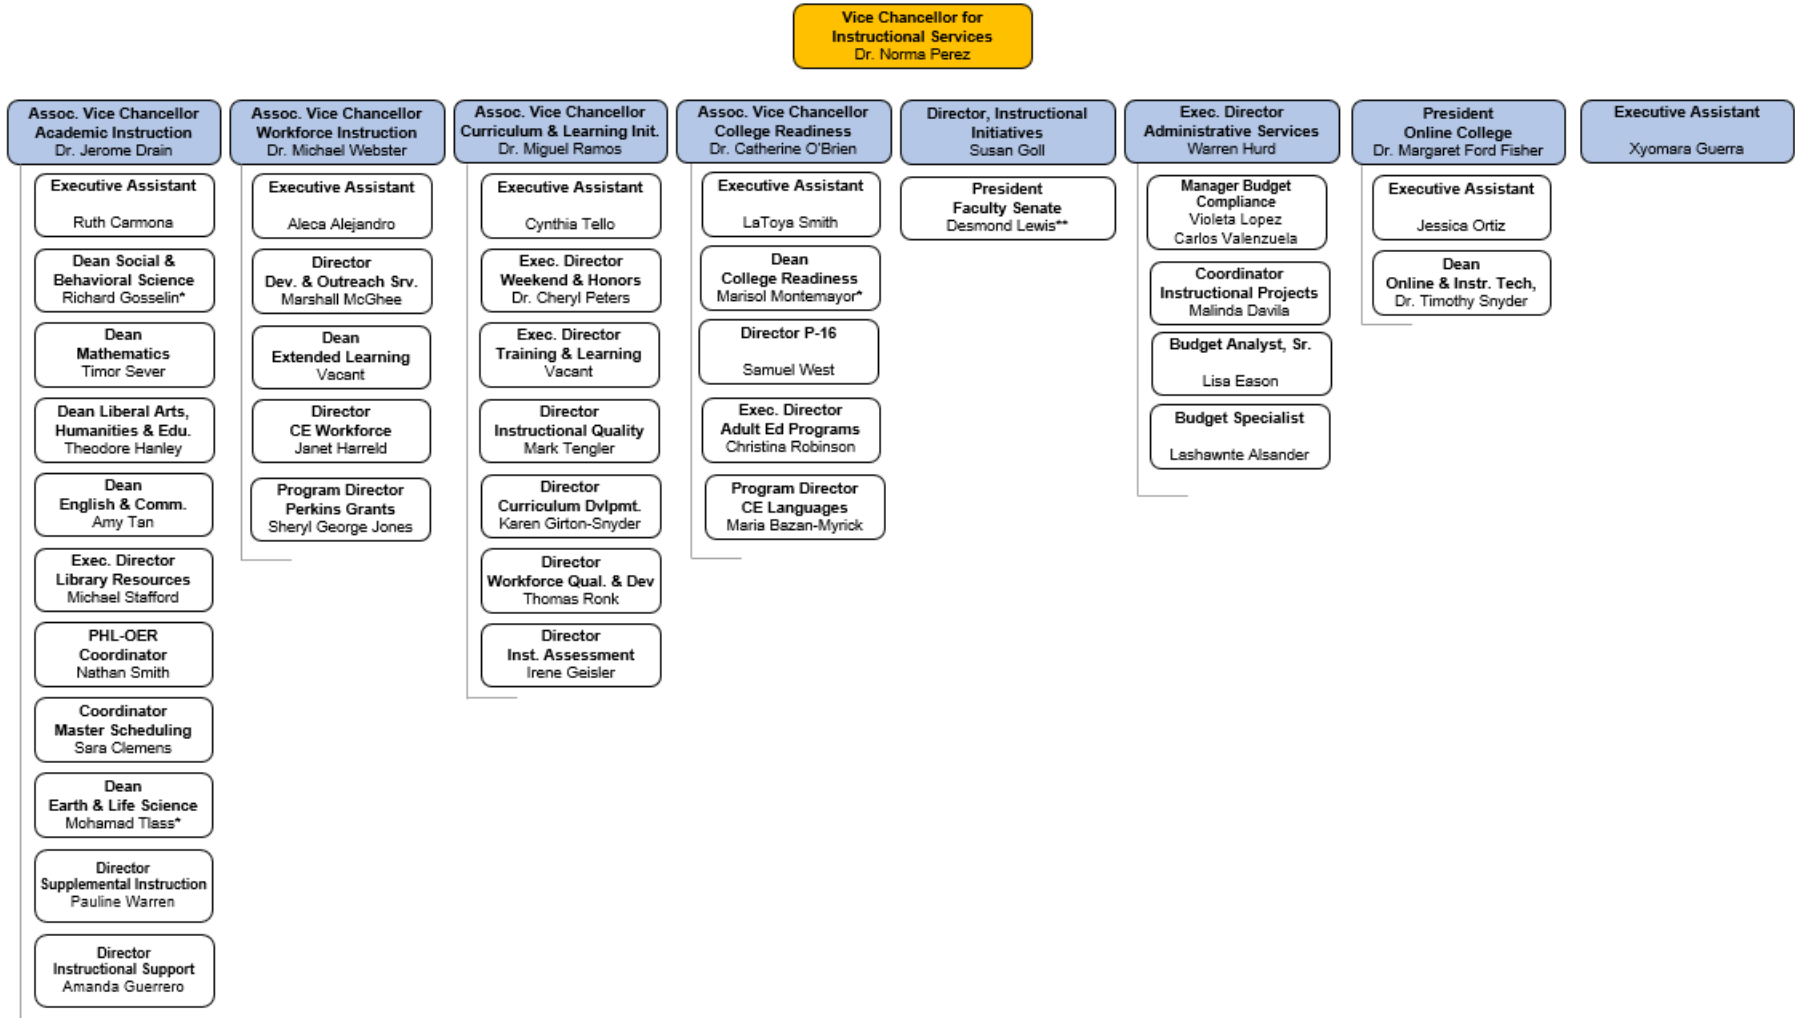 Vice Chancellor for
Instructional Services
Dr. Norma Perez
Assoc. Vice Chancellor
Academic Instruction
Dr. Jerome Drain
Executive Assistant
Ruth Carmona
Dean Social &
Behavioral Science
Richard Gosselin*
Dean
Mathematics
Timor Sever
Dean Liberal Arts,
Humanities & Edu.
Theodore Hanley
Dean
English & Comm.
Amy Tan
Exec. Director
Library Resources
Michael Stafford
PHL-OER
Coordinator
Nathan Smith
Coordinator
Master Scheduling
Sara Clemens
Dean
Earth & Life Science
Mohamad Tlass*
Director
Supplemental Instruction
Pauline Warren
Director
Instructional Support
Amanda Guerrero
Assoc. Vice Chancellor
Workforce Instruction
Dr. Michael Webster
Executive Assistant
Aleca Alejandro
Director
Dev. & Outreach Srv.
Marshall McGhee
Dean
Extended Learning
Vacant
Director
CE Workforce
Janet Harreld
Program Director
Perkins Grants
Sheryl George Jones
Assoc. Vice Chancellor
Curriculum & Learning Init.
Dr. Miguel Ramos
Executive Assistant
Cynthia Tello
Exec. Director
Weekend & Honors
Dr. Cheryl Peters
Exec. Director
Training & Learning
Vacant
Director
Instructional Quality
Mark Tengler
Director
Curriculum Dvlpmt.
Karen Girton-Snyder
Director
Workforce Qual. & Dev
Thomas Ronk
Director
Inst. Assessment
Irene Geisler
Assoc. Vice Chancellor
College Readiness
Dr. Catherine O'Brien
Executive Assistant
LaToya Smith
Dean
College Readiness
Marisol Montemayor*
Director P-16
Samuel West
Exec. Director
Adult Ed Programs
Christina Robinson
Program Director
CE Languages
Maria Bazan-Myrick
Director, Instructional
Initiatives
Susan Goll
President
Faculty Senate
Desmond Lewis**
Exec. Director
Administrative Services
Warren Hurd
Manager Budget
Compliance
Violeta Lopez
Carlos Valenzuela
Coordinator
Instructional Projects
Malinda Davila
Budget Analyst, Sr.
Lisa Eason
Budget Specialist
Lashawnte Alsander
President
Online College
Dr. Margaret Ford Fisher
Executive Assistant
Jessica Ortiz
Dean
Online & Instr. Tech,
Dr. Timothy Snyder
Executive Assistant
Xyomara Guerra